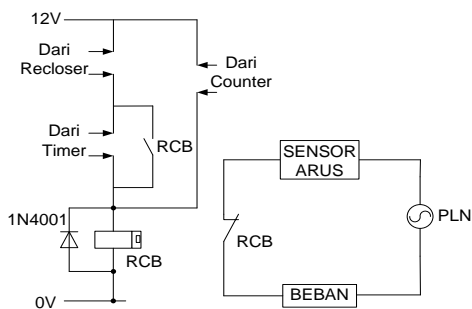 12V
Dari
Recloser
Dari
Counter
Dari
Timer
RCB
1N4001
RCB
0V
SENSOR
ARUS
PLN
RCB
BEBAN